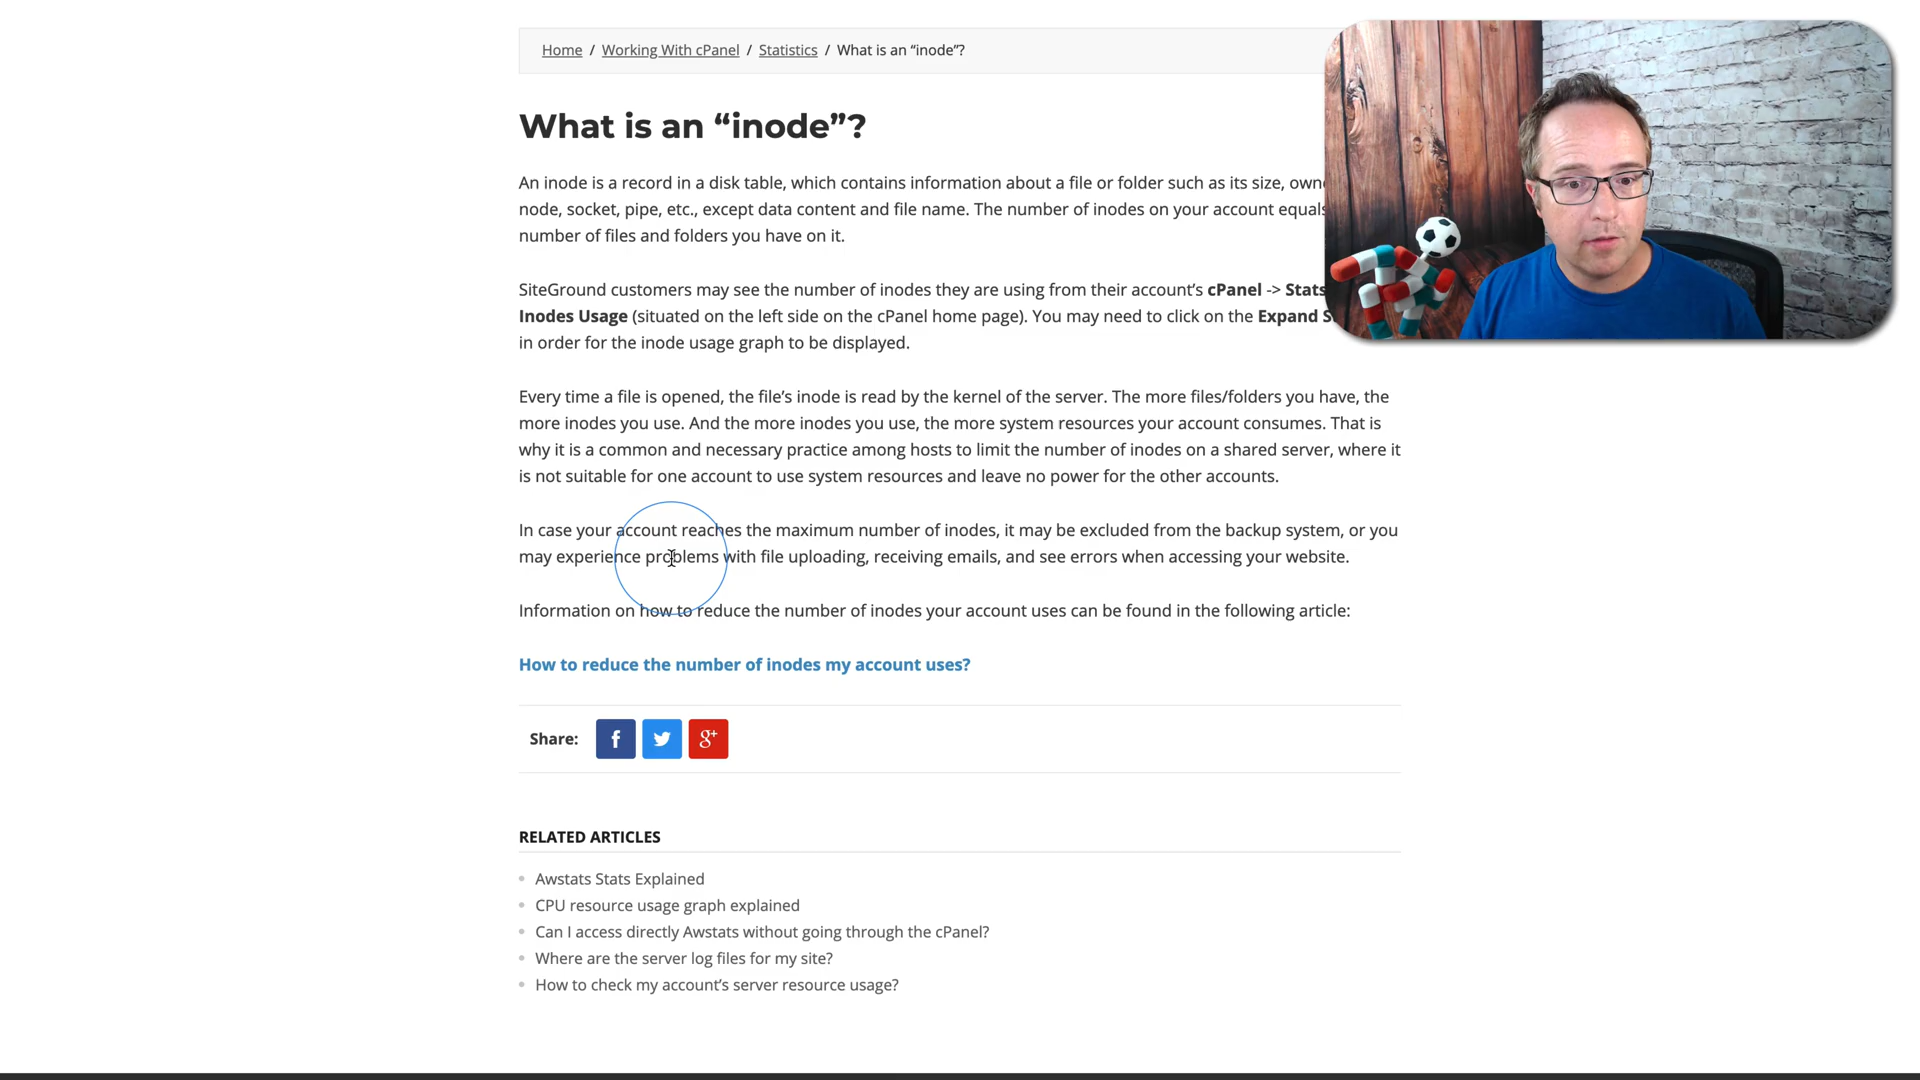 Home / Working With cPanel / Statistics / What is an “inode”?
What is an “inode”?
An inode is a record in a disk table, which contains information about a file or folder such as its size,
node, socket, pipe, etc., except data content and file name. The number of inodes on your account equals
number of files and folders you have on it.
SiteGround customers may see the number of inodes they are using from their account’s cPanel -> Stats
Inodes Usage (situated on the left side on the cPanel home page). You may need to click on the Expand
in order for the inode usage graph to be displayed.
Every time a file is opened, the file’s inode is read by the kernel of the server. The more files/folders you have, the
more inodes you use. And the more inodes you use, the more system resources your account consumes. That is
why it is a common and necessary practice among hosts to limit the number of inodes on a shared server, where it
is not suitable for one account to use system resources and leave no power for the other accounts.
In case your account reaches the maximum number of inodes, it may be excluded from the backup system, or you
may experience problems with file uploading, receiving emails, and see errors when accessing your website.
Information on how to reduce the number of inodes your account uses can be found in the following article:
How to reduce the number of inodes my account uses?
Share: f g+
RELATED ARTICLES
Awstats Stats Explained
CPU resource usage graph explained
Can I access directly Awstats without going through the cPanel?
Where are the server log files for my site?
How to check my account’s server resource usage?